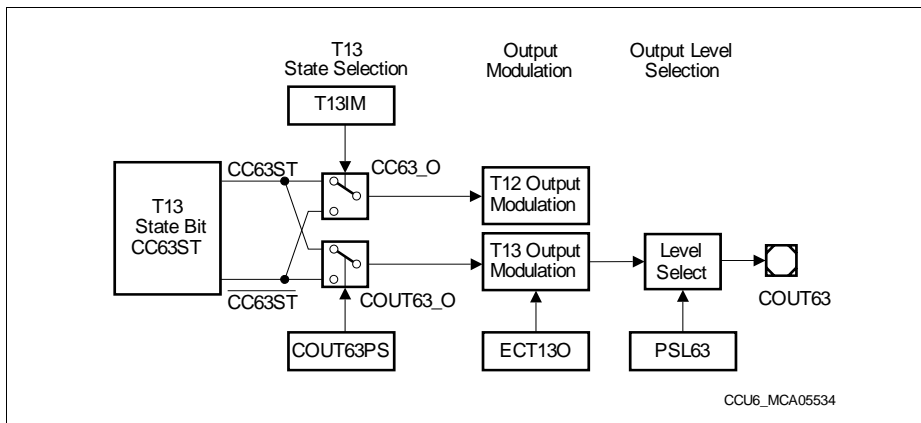 T13
State Selection
Output
Modulation
Output Level
Selection
T13IM
CC63ST
CC63_O
T13
State Bit
CC63ST
T12 Output
Modulation
T13 Output
Modulation
Level
Select
CC63ST
COUT63_O
COUT63
COUT63PS
ECT13O
PSL63
CCU6_MCA05534